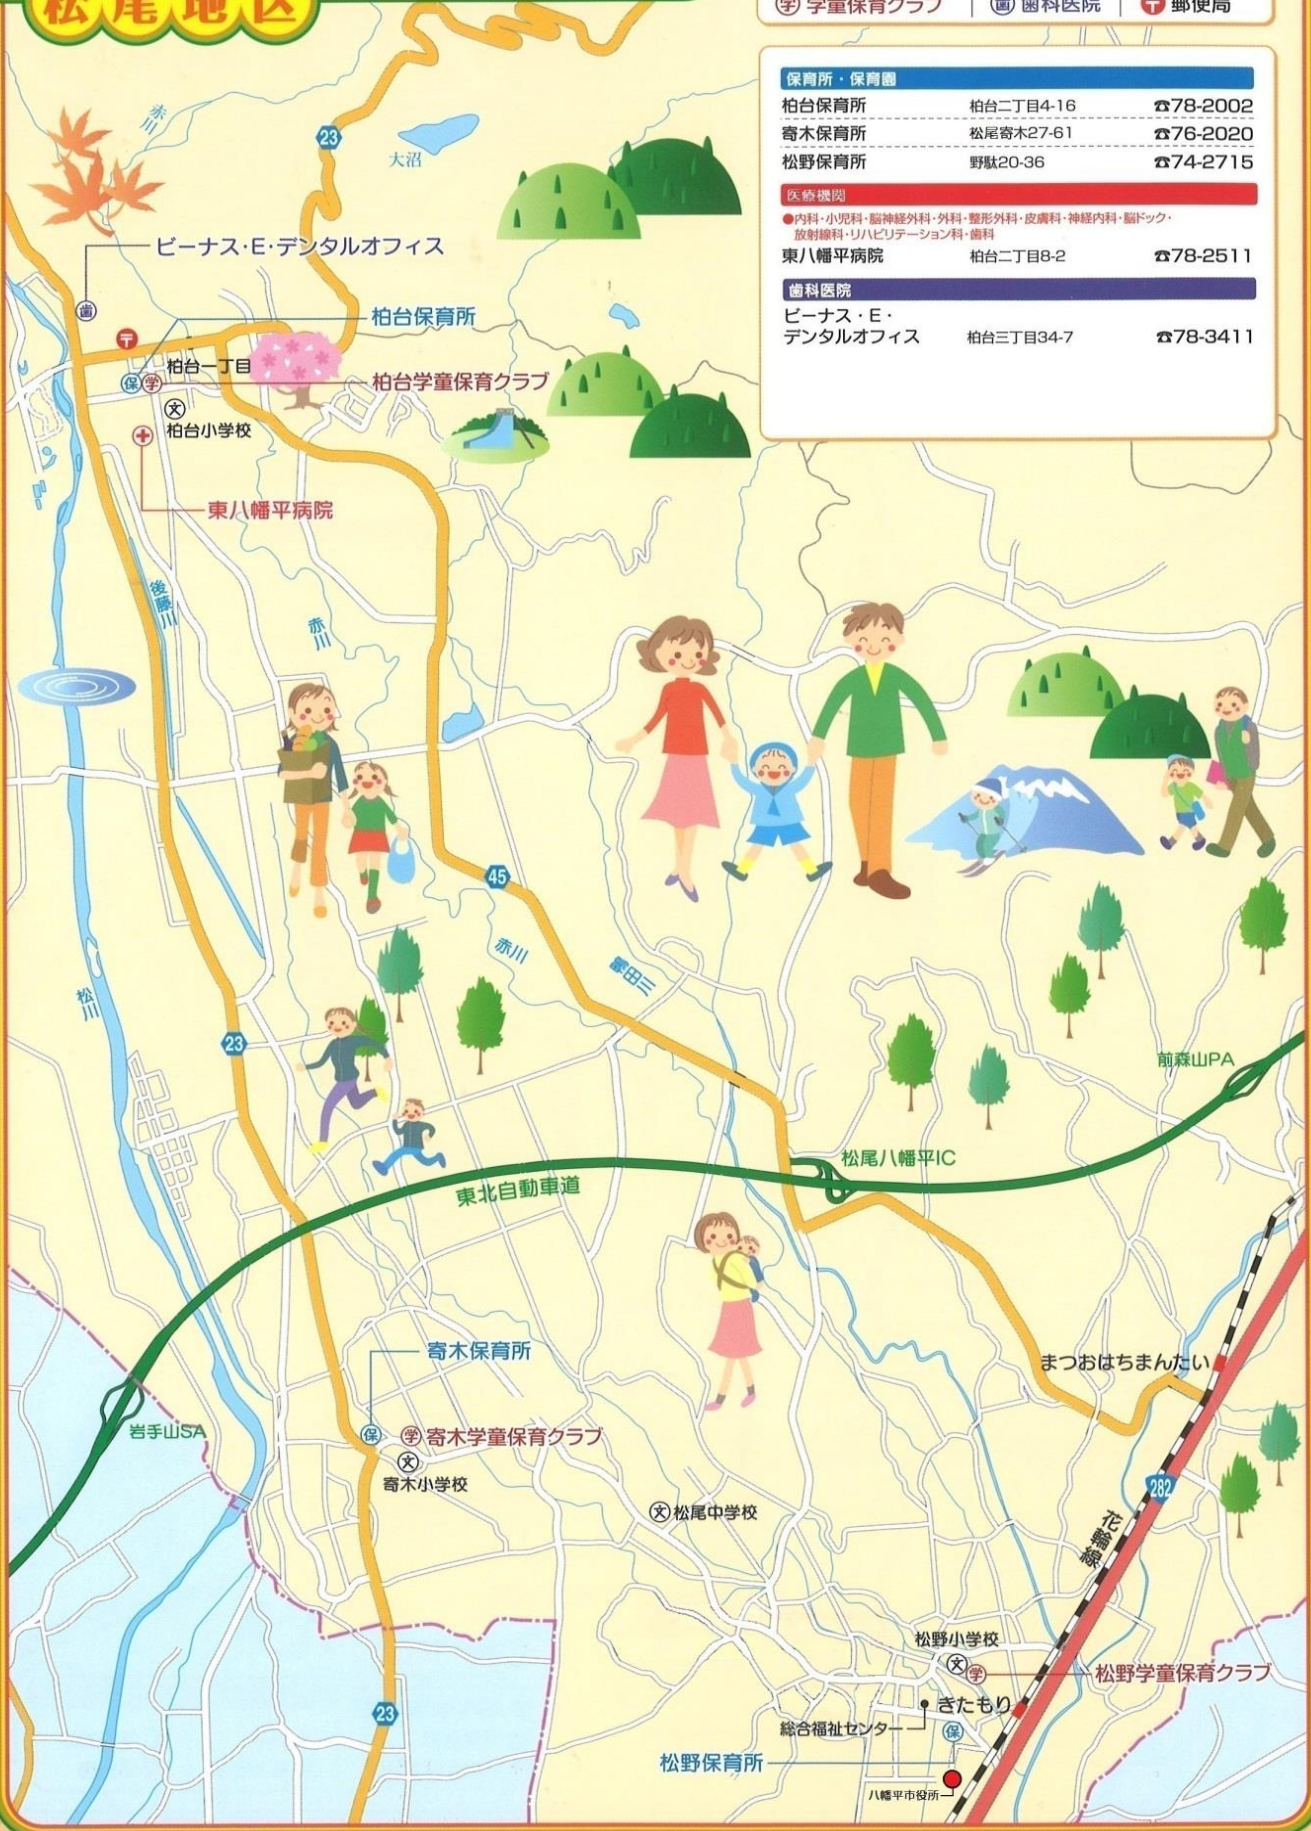 松尾地区
学 学童保育クラブ
歯 歯科医院
〒 郵便局
保育所・保育園
柏台保育所 柏台二丁目4-16 ☎78-2002
寄木保育所 松尾寄木27-61 ☎76-2020
松野保育所 野駄20-36 ☎74-2715
医療機関
●内科・小児科・脳神経外科・外科・整形外科・皮膚科・神経内科・脳ドック・
放射線科・リハビリテーション科・歯科
東八幡平病院 柏台二丁目8-2 ☎78-2511
歯科医院
ビーナス・E・
デンタルオフィス 柏台三丁目34-7 ☎78-3411
赤川
23
大沼
ビーナス・E・デンタルオフィス
歯
〒
柏台保育所
柏台一丁目
保 学
柏台学童保育クラブ
文
柏台小学校
東八幡平病院
後藤川
赤川
45
赤川
松川
23
前森山PA
松尾八幡平IC
東北自動車道
寄木保育所
まつおはちまんたい
岩手山SA
保
学 寄木学童保育クラブ
文
寄木小学校
282
文 松尾中学校
花輪線
松野小学校
文 学
松野学童保育クラブ
きたもり
23
総合福祉センター
保
松野保育所
八幡平市役所